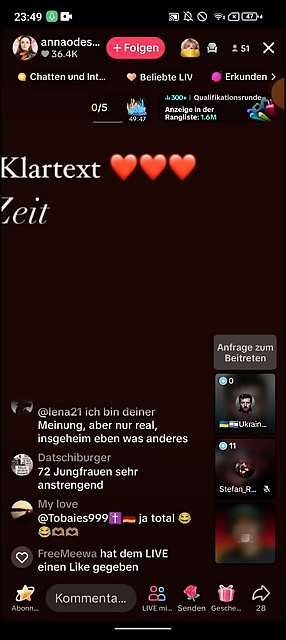 23:49
47+
annaodes...
36.4K
+ Folgen
51
Chatten und Int...
Beliebte LIV
Erkunden
0/5
49:47
300+ | Qualifikationsrunde
Anzeige in der
Rangliste: 1.6M
Klartext ❤️❤️❤️
Zeit
Anfrage zum
Beitreten
0
🇺🇦🇮🇱Ukrain...
11
Stefan_R...
@lena21 ich bin deiner
Meinung, aber nur real,
insgeheim eben was anderes
Datschiburger
72 Jungfrauen sehr
anstrengend
My love
@Tobaies999✝️🇩🇪 ja total 😂
😂🫶🏽🫶🏽
FreeMeewa hat dem LIVE
einen Like gegeben
Abonn...
Kommenta...
LIVE mi...
Senden
Gesche...
28